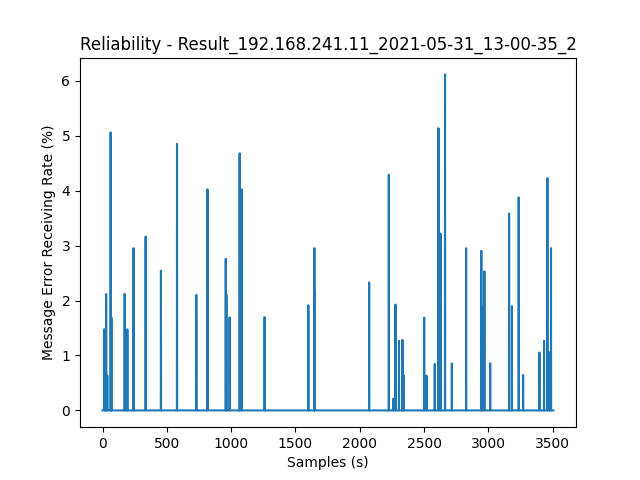 Reliability - Result_192.168.241.11_2021-05-31_13-00-35_2
6
5
4
3
2
1
0
Message Error Receiving Rate (%)
0 500 1000 1500 2000 2500 3000 3500
Samples (s)